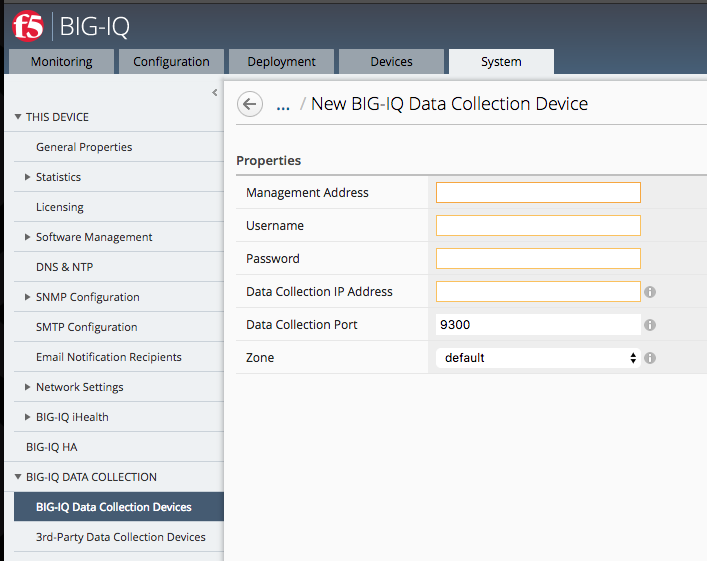 f5 BIG-IQ
Monitoring Configuration Deployment Devices System
THIS DEVICE
General Properties
Statistics
Licensing
Software Management
DNS & NTP
SNMP Configuration
SMTP Configuration
Email Notification Recipients
Network Settings
BIG-IQ iHealth
BIG-IQ HA
BIG-IQ DATA COLLECTION
BIG-IQ Data Collection Devices
3rd-Party Data Collection Devices
... / New BIG-IQ Data Collection Device
Properties
Management Address
Username
Password
Data Collection IP Address
Data Collection Port 9300
Zone default